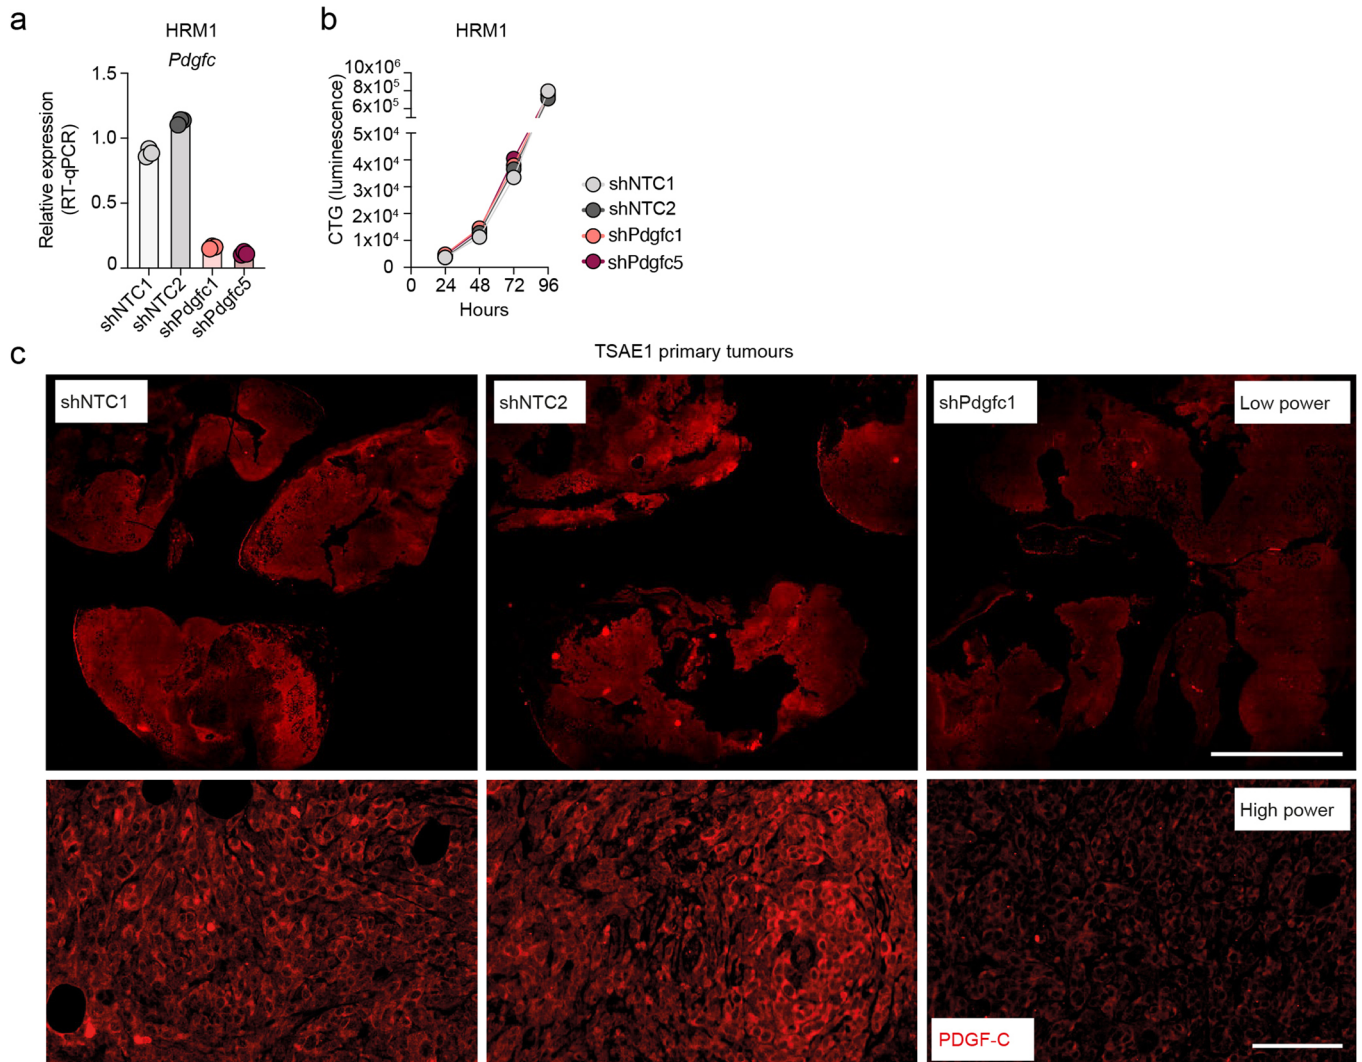 a
HRM1
Pdgfc
Relative expression
(RT-qPCR)
1.5
1.0
0.5
0
shNTC1
shNTC2
shPdgfc1
shPdgfc5
b
HRM1
CTG (luminescence)
10x10⁶
8x10⁵
6x10⁵
5x10⁴
4x10⁴
3x10⁴
2x10⁴
1x10⁴
0
0 24 48 72 96
Hours
shNTC1
shNTC2
shPdgfc1
shPdgfc5
c
TSAE1 primary tumours
shNTC1
shNTC2
shPdgfc1
Low power
High power
PDGF-C